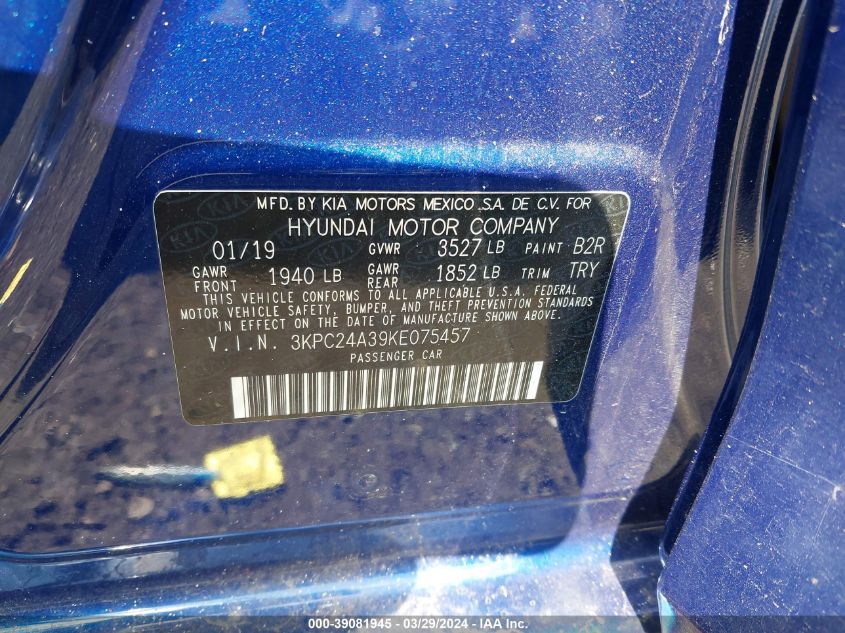 MFD. BY KIA MOTORS MEXICO .S.A. DE C.V. FOR
HYUNDAI MOTOR COMPANY
01/19 GVWR 3527 LB PAINT B2R
GAWR FRONT 1940 LB GAWR REAR 1852 LB TRIM TRY
THIS VEHICLE CONFORMS TO ALL APPLICABLE U.S.A. FEDERAL
MOTOR VEHICLE SAFETY, BUMPER, AND THEFT PREVENTION STANDARDS
IN EFFECT ON THE DATE OF MANUFACTURE SHOWN ABOVE.
V.I.N. 3KPC24A39KE075457
PASSENGER CAR
000-39081945 - 03/29/2024 - IAA Inc.